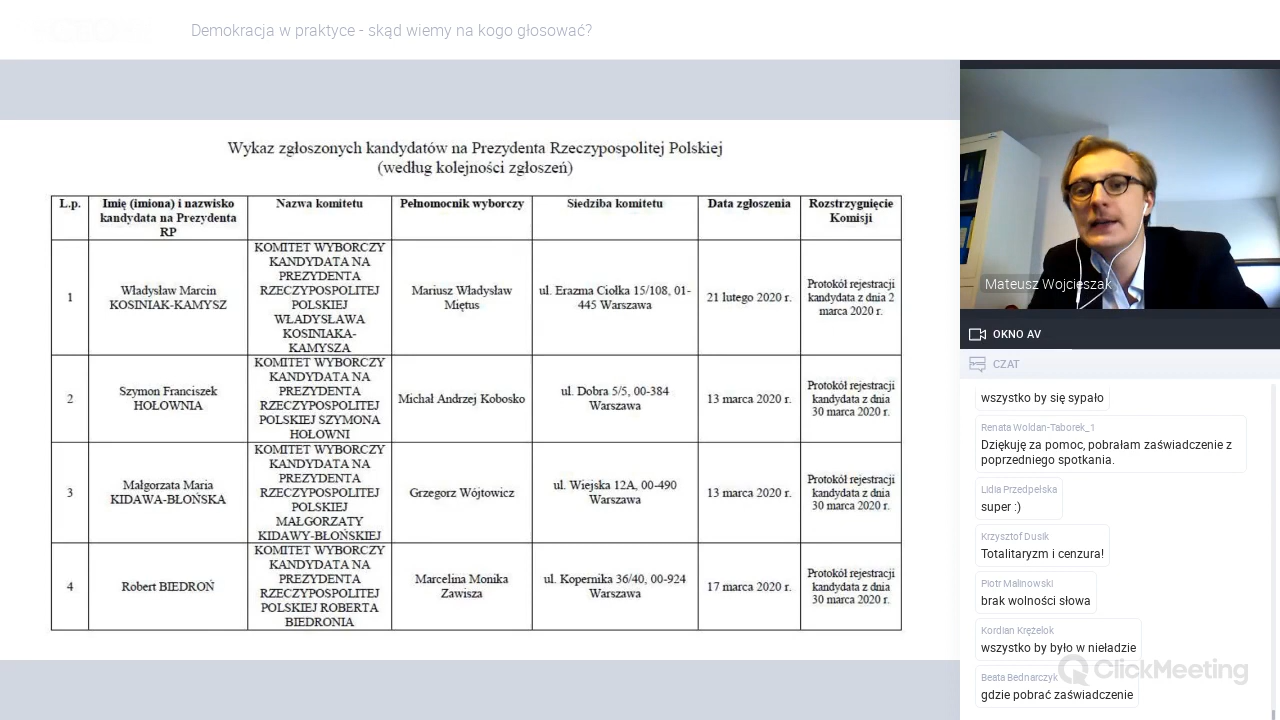 Demokracja w praktyce - skąd wiemy na kogo głosować?
Wykaz zgłoszonych kandydatów na Prezydenta Rzeczypospolitej Polskiej
(według kolejności zgłoszeń)
L.p.
Imię (imiona) i nazwisko
kandydata na Prezydenta
RP
Nazwa komitetu
Pełnomocnik wyborczy
Siedziba komitetu
Data zgłoszenia
Rozstrzygnięcie
Komisji
1
Władysław Marcin
KOSINIAK-KAMYSZ
KOMITET WYBORCZY
KANDYDATA NA
PREZYDENTA
RZECZYPOSPOLITEJ
POLSKIEJ
WŁADYSŁAWA
KOSINIAKA-
KAMYSZA
Mariusz Władysław
Miętus
ul. Erazma Ciołka 15/108, 01-
445 Warszawa
21 lutego 2020 r.
Protokół rejestracji
kandydata z dnia 2
marca 2020 r.
2
Szymon Franciszek
HOŁOWNIA
KOMITET WYBORCZY
KANDYDATA NA
PREZYDENTA
RZECZYPOSPOLITEJ
POLSKIEJ SZYMONA
HOŁOWNI
Michał Andrzej Kobosko
ul. Dobra 5/5, 00-384
Warszawa
13 marca 2020 r.
Protokół rejestracji
kandydata z dnia
30 marca 2020 r.
3
Małgorzata Maria
KIDAWA-BŁOŃSKA
KOMITET WYBORCZY
KANDYDATA NA
PREZYDENTA
RZECZYPOSPOLITEJ
POLSKIEJ
MAŁGORZATY
KIDAWY-BŁOŃSKIEJ
Grzegorz Wójtowicz
ul. Wiejska 12A, 00-490
Warszawa
13 marca 2020 r.
Protokół rejestracji
kandydata z dnia
30 marca 2020 r.
4
Robert BIEDROŃ
KOMITET WYBORCZY
KANDYDATA NA
PREZYDENTA
RZECZYPOSPOLITEJ
POLSKIEJ ROBERTA
BIEDRONIA
Marcelina Monika
Zawisza
ul. Kopernika 36/40, 00-924
Warszawa
17 marca 2020 r.
Protokół rejestracji
kandydata z dnia
30 marca 2020 r.
Mateusz Wojcieszak
OKNO AV
CZAT
wszystko by się sypało
Renata Woldan-Taborek_1
Dziękuję za pomoc, pobrałam zaświadczenie z
poprzedniego spotkania.
Lidia Przedpełska
super :)
Krzysztof Dusik
Totalitaryzm i cenzura!
Piotr Malinowski
brak wolności słowa
Kordian Krężelok
wszystko by było w nieładzie
Beata Bednarczyk
gdzie pobrać zaświadczenie
ClickMeeting